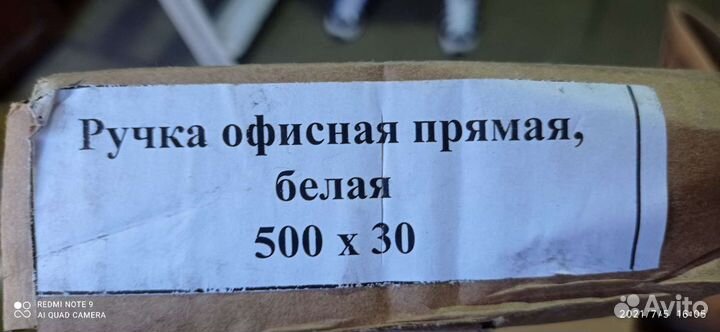 Ручка офисная прямая,
белая
500 х 30
REDMI NOTE 9
AI QUAD CAMERA
Avito
2021/7/5 16:05